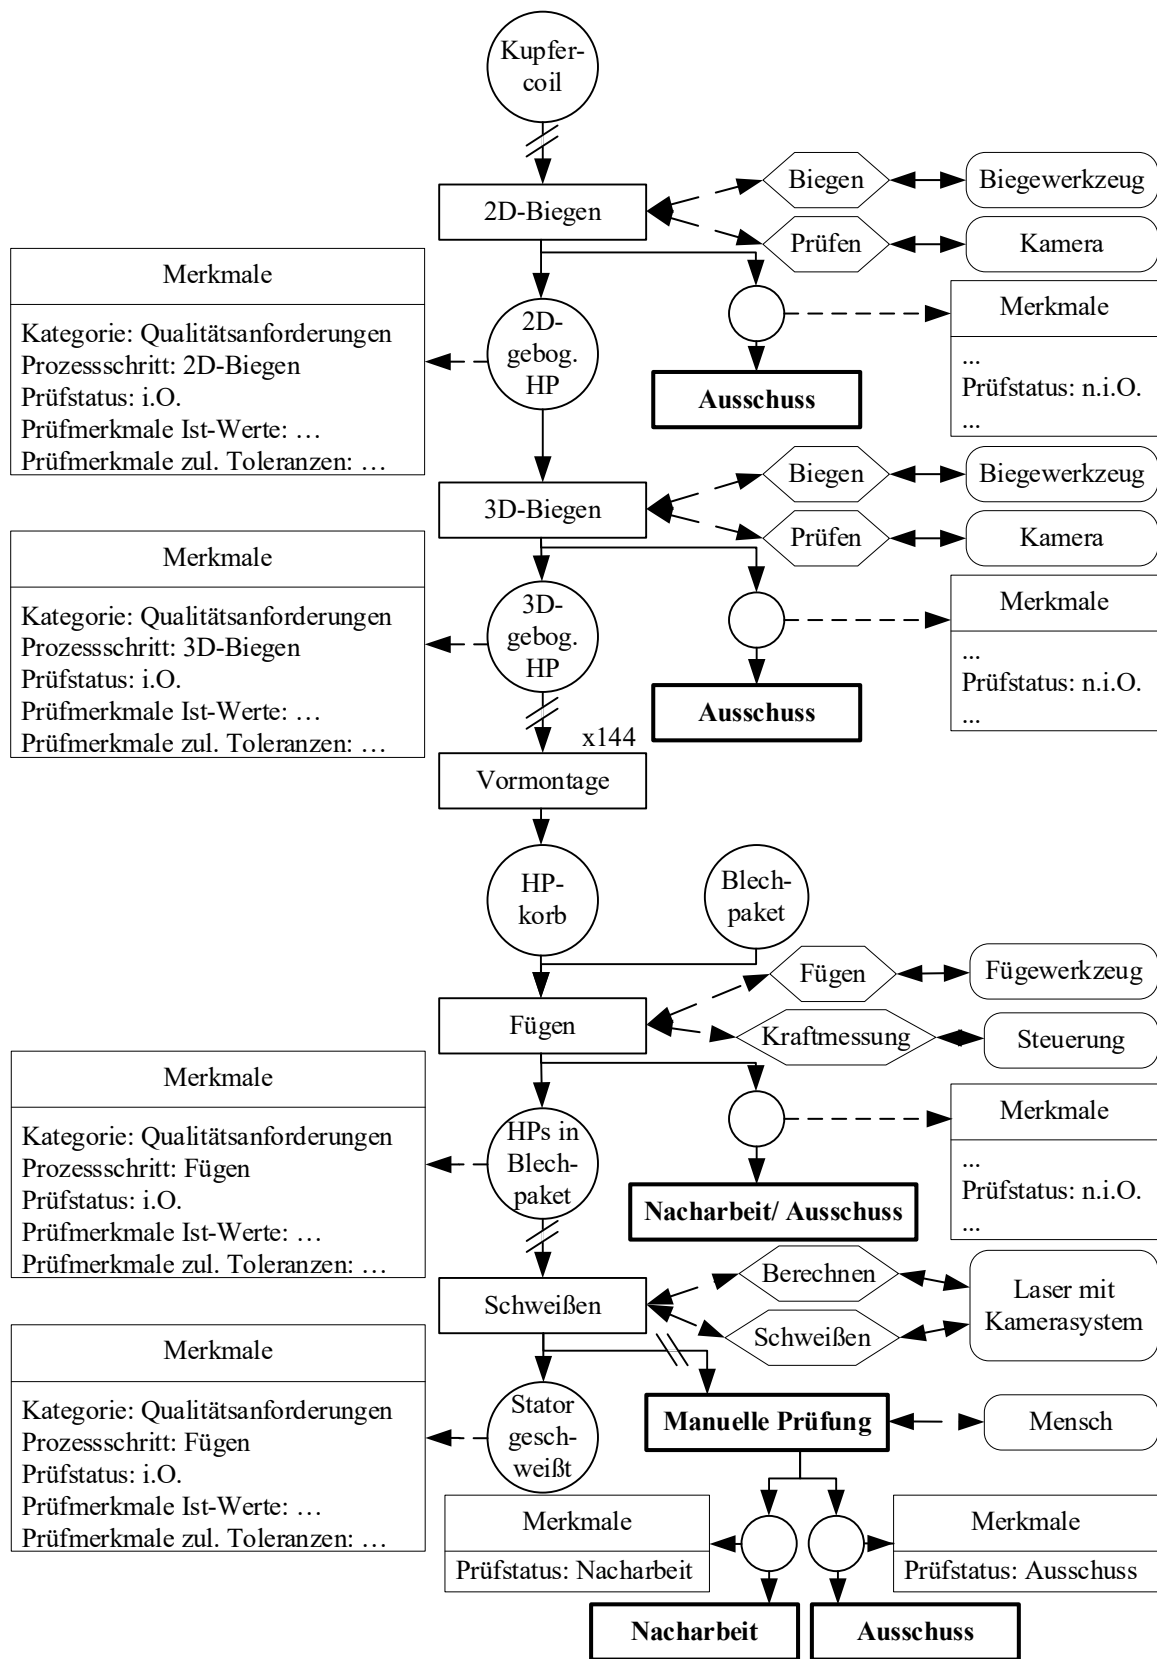 Kupfer-
coil
2D-Biegen
Biegen
Biegewerkzeug
Prüfen
Kamera
Merkmale
Kategorie: Qualitätsanforderungen
Prozessschritt: 2D-Biegen
Prüfstatus: i.O.
Prüfmerkmale Ist-Werte: …
Prüfmerkmale zul. Toleranzen: …
2D-
gebog.
HP
Ausschuss
Merkmale
...
Prüfstatus: n.i.O.
...
3D-Biegen
Biegen
Biegewerkzeug
Prüfen
Kamera
Merkmale
Kategorie: Qualitätsanforderungen
Prozessschritt: 3D-Biegen
Prüfstatus: i.O.
Prüfmerkmale Ist-Werte: …
Prüfmerkmale zul. Toleranzen: …
3D-
gebog.
HP
Ausschuss
Merkmale
...
Prüfstatus: n.i.O.
...
x144
Vormontage
HP-
korb
Blech-
paket
Fügen
Fügen
Fügewerkzeug
Kraftmessung
Steuerung
Merkmale
Kategorie: Qualitätsanforderungen
Prozessschritt: Fügen
Prüfstatus: i.O.
Prüfmerkmale Ist-Werte: …
Prüfmerkmale zul. Toleranzen: …
HPs in
Blech-
paket
Nacharbeit/ Ausschuss
Merkmale
...
Prüfstatus: n.i.O.
...
Schweißen
Berechnen
Schweißen
Laser mit
Kamerasystem
Merkmale
Kategorie: Qualitätsanforderungen
Prozessschritt: Fügen
Prüfstatus: i.O.
Prüfmerkmale Ist-Werte: …
Prüfmerkmale zul. Toleranzen: …
Stator
gesch-
weißt
Manuelle Prüfung
Mensch
Merkmale
Prüfstatus: Nacharbeit
Merkmale
Prüfstatus: Ausschuss
Nacharbeit
Ausschuss